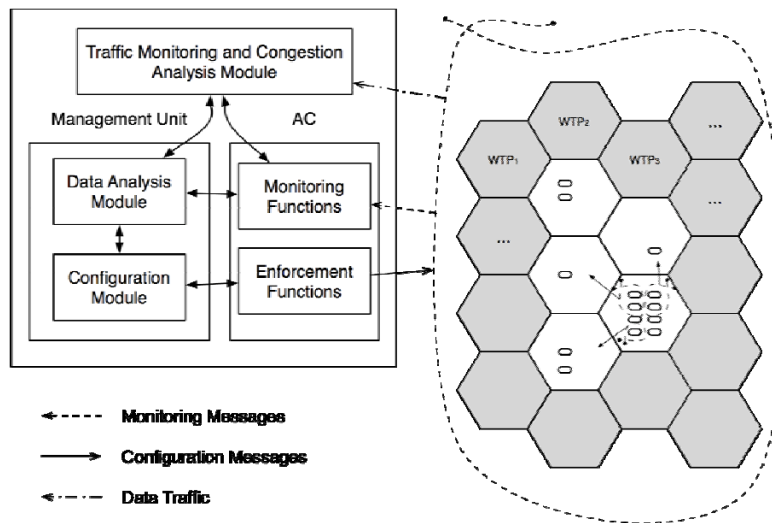 Traffic Monitoring and Congestion
Analysis Module
Management Unit
AC
Data Analysis
Module
Monitoring
Functions
Configuration
Module
Enforcement
Functions
WTP1
WTP2
WTP3
...
...
...
Monitoring Messages
Configuration Messages
Data Traffic